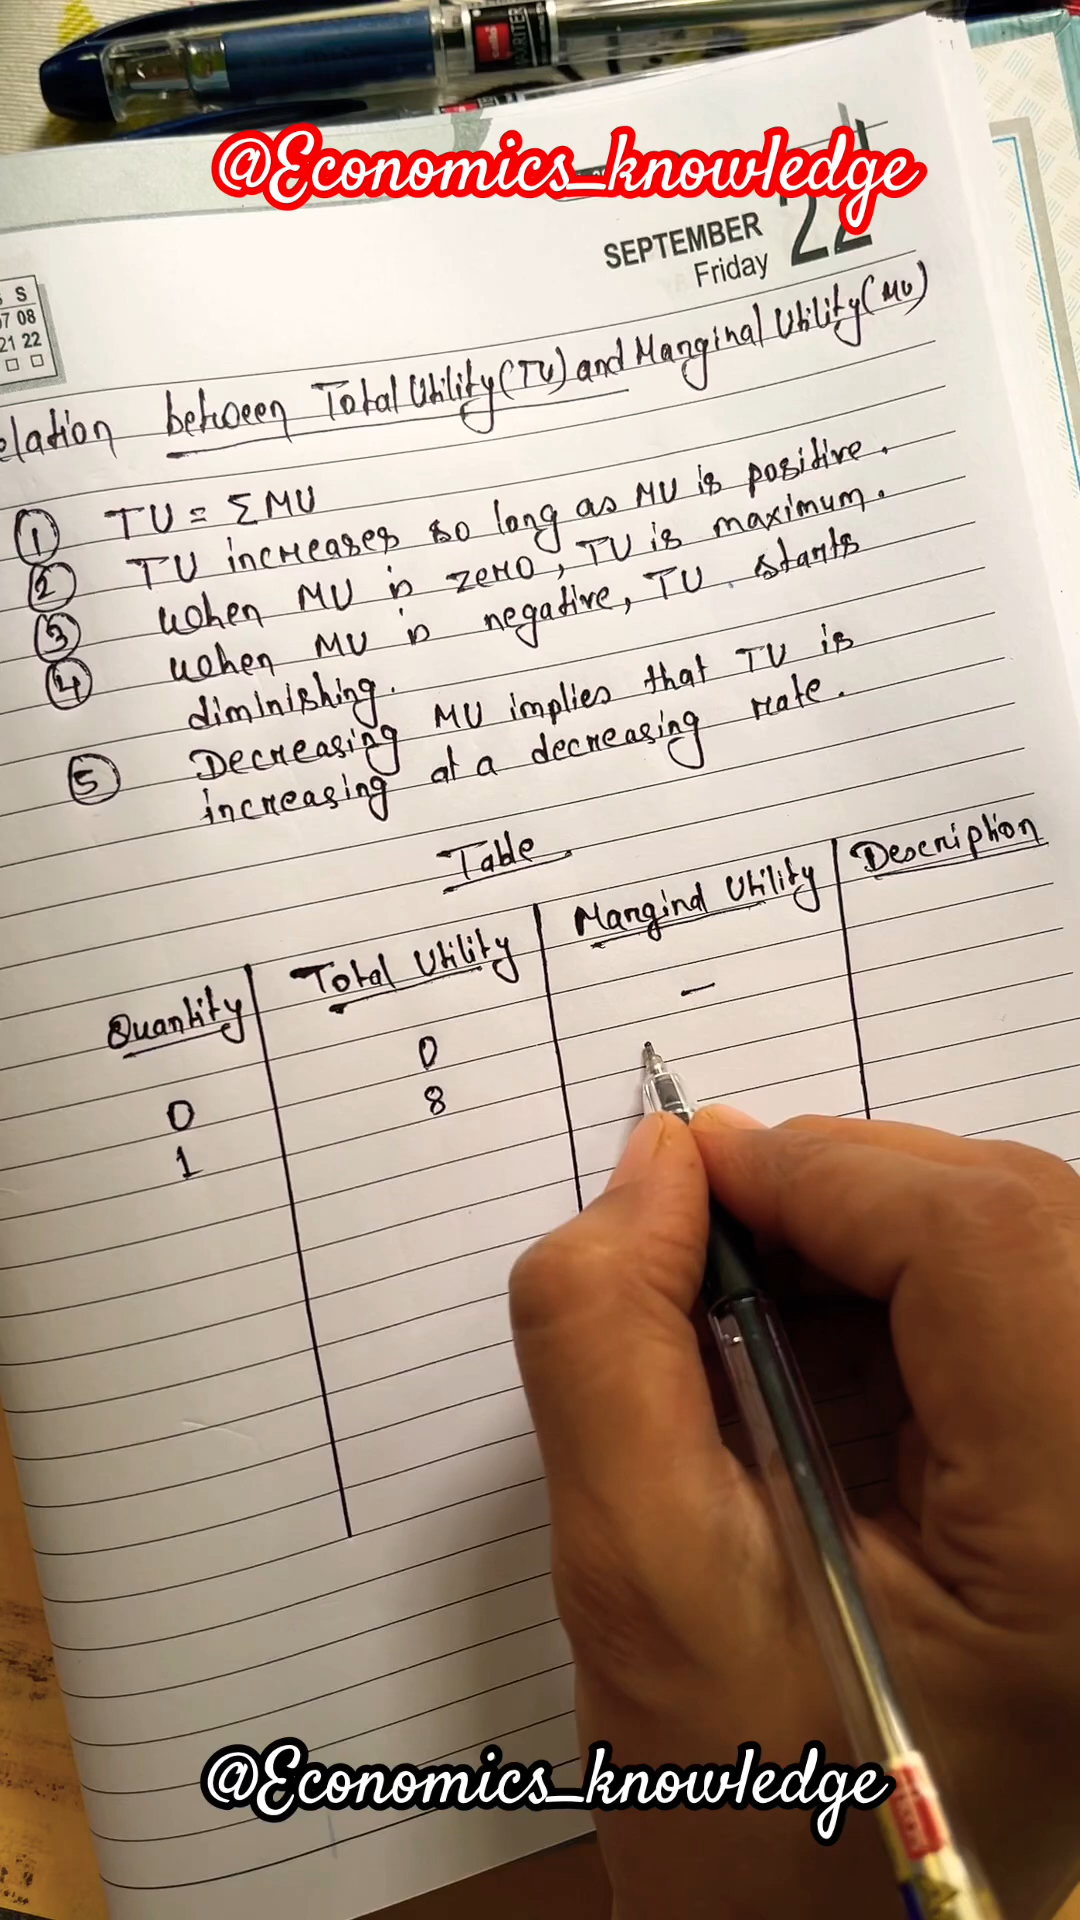 @Economics_knowledge
SEPTEMBER 22
Friday
S
07 08
21 22
elation between Total Utility (TU) and Marginal Utility (MU)
① TU = Σ MU
② TU increases so long as MU is positive.
③ when MU is zero, TU is maximum.
④ when MU is negative, TU starts
diminishing.
⑤ Decreasing MU implies that TU is
increasing at a decreasing rate.
Table
Quantity Total Utility Marginal Utility Description
0 0 –
1 8
@Economics_knowledge